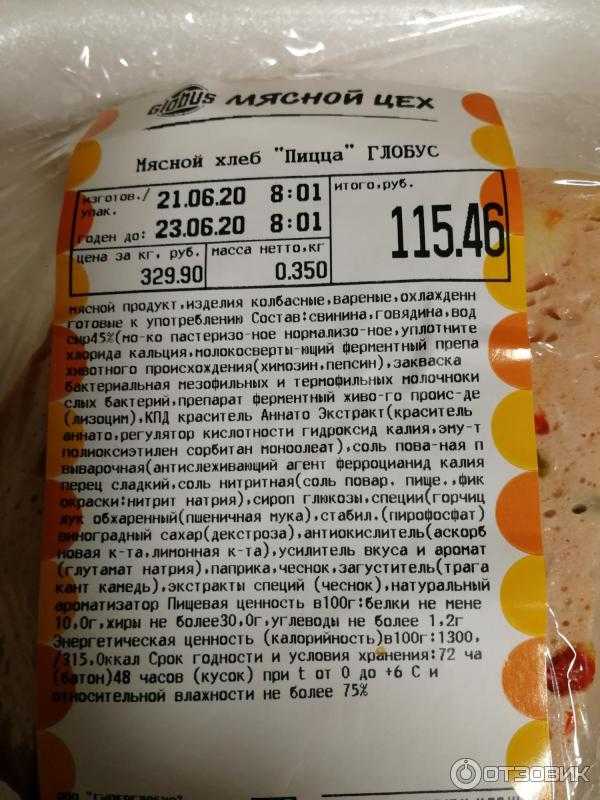 GLOBUS МЯСНОЙ ЦЕХ
Мясной хлеб "Пицца" ГЛОБУС
изготов./упак. 21.06.20 8:01
годен до: 23.06.20 8:01
итого,руб.
115.46
цена за кг, руб. масса нетто,кг
329.90 0.350
мясной продукт,изделия колбасные,вареные,охлажденн
готовые к употреблению Состав:свинина,говядина,вод
сыр45%(мо-ко пастеризо-ное нормализо-ное,уплотните
хлорида кальция,молокосверты-ющий ферментный препа
животного происхождения(химозин,пепсин),закваска
бактериальная мезофильных и термофильных молочноки
слых бактерий,препарат ферментный живо-го проис-де
(лизоцим),КПД краситель Аннато Экстракт(краситель
аннато,регулятор кислотности гидроксид калия,эму-т
полиоксиэтилен сорбитан моноолеат),соль пова-ная п
выварочная(антислеживающий агент ферроцианид калия
перец сладкий,соль нитритная(соль повар. пище.,фик
окраски:нитрит натрия),сироп глюкозы,специи(горчиц
лук обжаренный(пшеничная мука),стабил.(пирофосфат)
виноградный сахар(декстроза),антиокислитель(аскорб
новая к-та,лимонная к-та),усилитель вкуса и аромат
(глутамат натрия),паприка,чеснок,загуститель(трага
кант камедь),экстракты специй (чеснок),натуральный
ароматизатор Пищевая ценность в100г:белки не мене
10,0г,жиры не более30,0г,углеводы не более 1,2г
Энергетическая ценность (калорийность)в100г:1300,
/315,0ккал Срок годности и условия хранения:72 ча
(батон)48 часов (кусок) при t от 0 до +6 С и
относительной влажности не более 75%
ООО "ГИПЕРГЛОБУС"
ОТЗОВИК